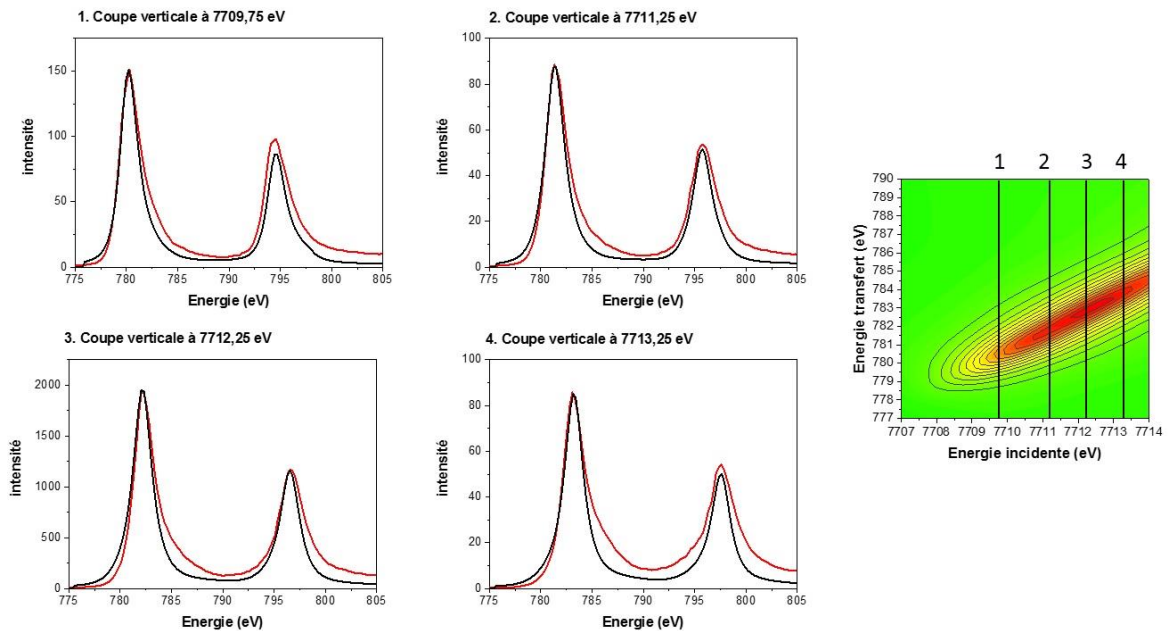 1. Coupe verticale à 7709,75 eV
intensité
150
100
50
0
775 780 785 790 795 800 805
Energie (eV)
2. Coupe verticale à 7711,25 eV
intensité
100
80
60
40
20
0
775 780 785 790 795 800 805
Energie (eV)
3. Coupe verticale à 7712,25 eV
intensité
2000
1500
1000
500
0
775 780 785 790 795 800 805
Energie (eV)
4. Coupe verticale à 7713,25 eV
intensité
100
80
60
40
20
0
775 780 785 790 795 800 805
Energie (eV)
1 2 3 4
Energie transfert (eV)
790
789
788
787
786
785
784
783
782
781
780
779
778
777
7707 7708 7709 7710 7711 7712 7713 7714
Energie incidente (eV)